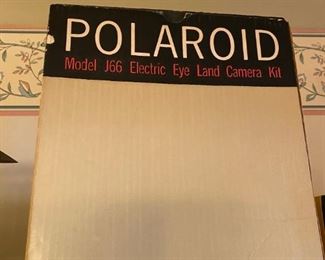 POLAROID
Model J66 Electric Eye Land Camera Kit